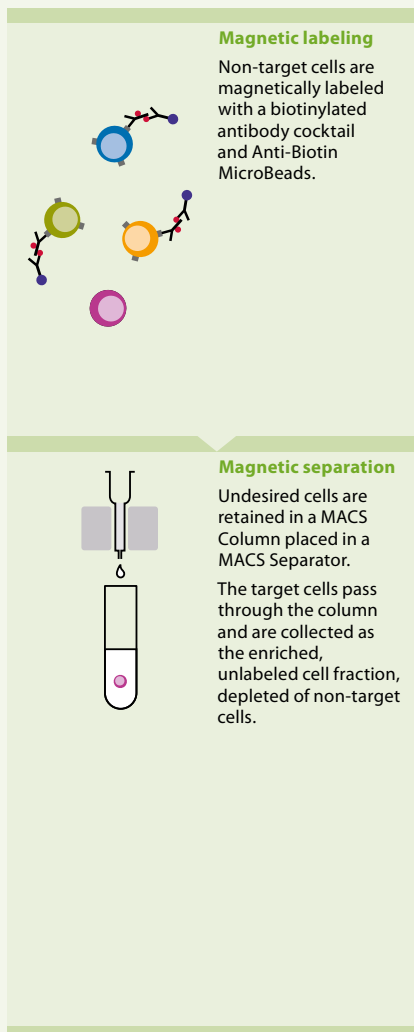 Magnetic labeling
Non-target cells are
magnetically labeled
with a biotinylated
antibody cocktail
and Anti-Biotin
MicroBeads.
Magnetic separation
Undesired cells are
retained in a MACS
Column placed in a
MACS Separator.
The target cells pass
through the column
and are collected as
the enriched,
unlabeled cell fraction,
depleted of non-target
cells.